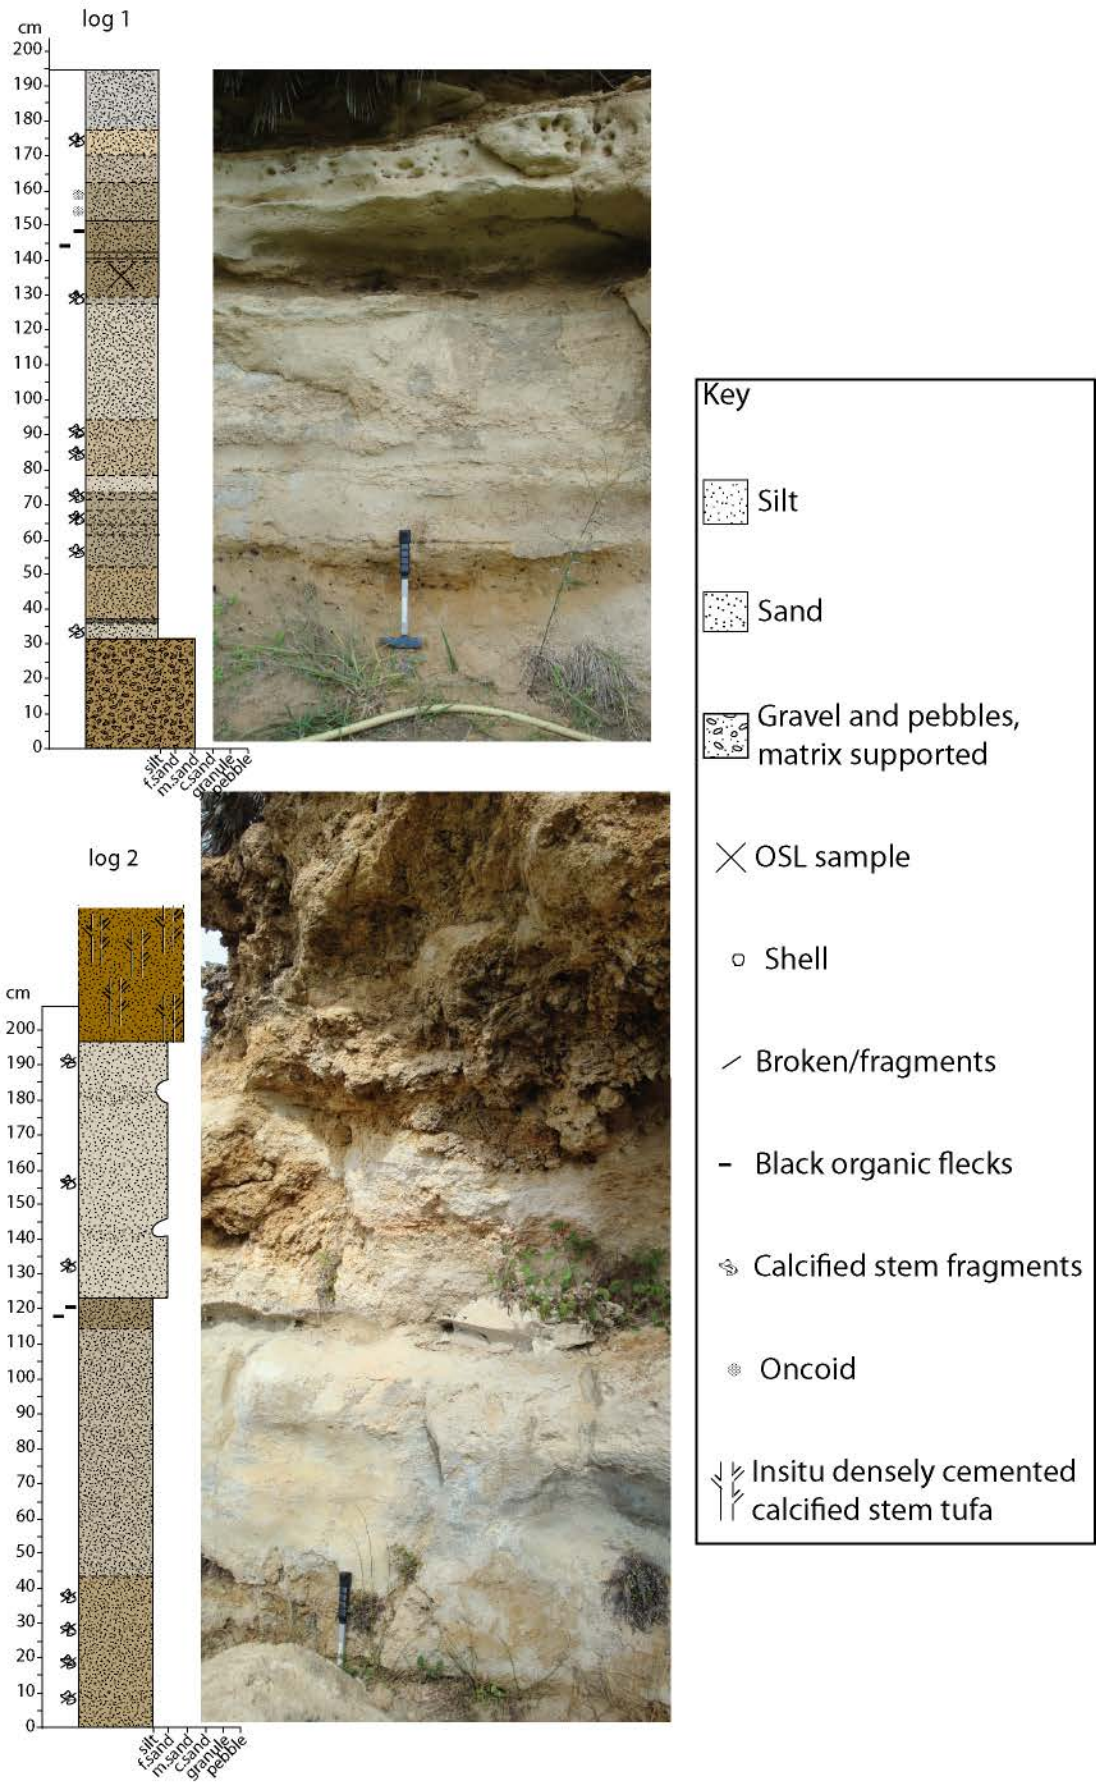 log 1
cm
200
190
180
170
160
150
140
130
120
110
100
90
80
70
60
50
40
30
20
10
0
silt
f.sand
m.sand
c.sand
granule
pebble
log 2
cm
200
190
180
170
160
150
140
130
120
110
100
90
80
70
60
50
40
30
20
10
0
silt
f.sand
m.sand
c.sand
granule
pebble
Key
Silt
Sand
Gravel and pebbles,
matrix supported
OSL sample
Shell
Broken/fragments
Black organic flecks
Calcified stem fragments
Oncoid
Insitu densely cemented
calcified stem tufa